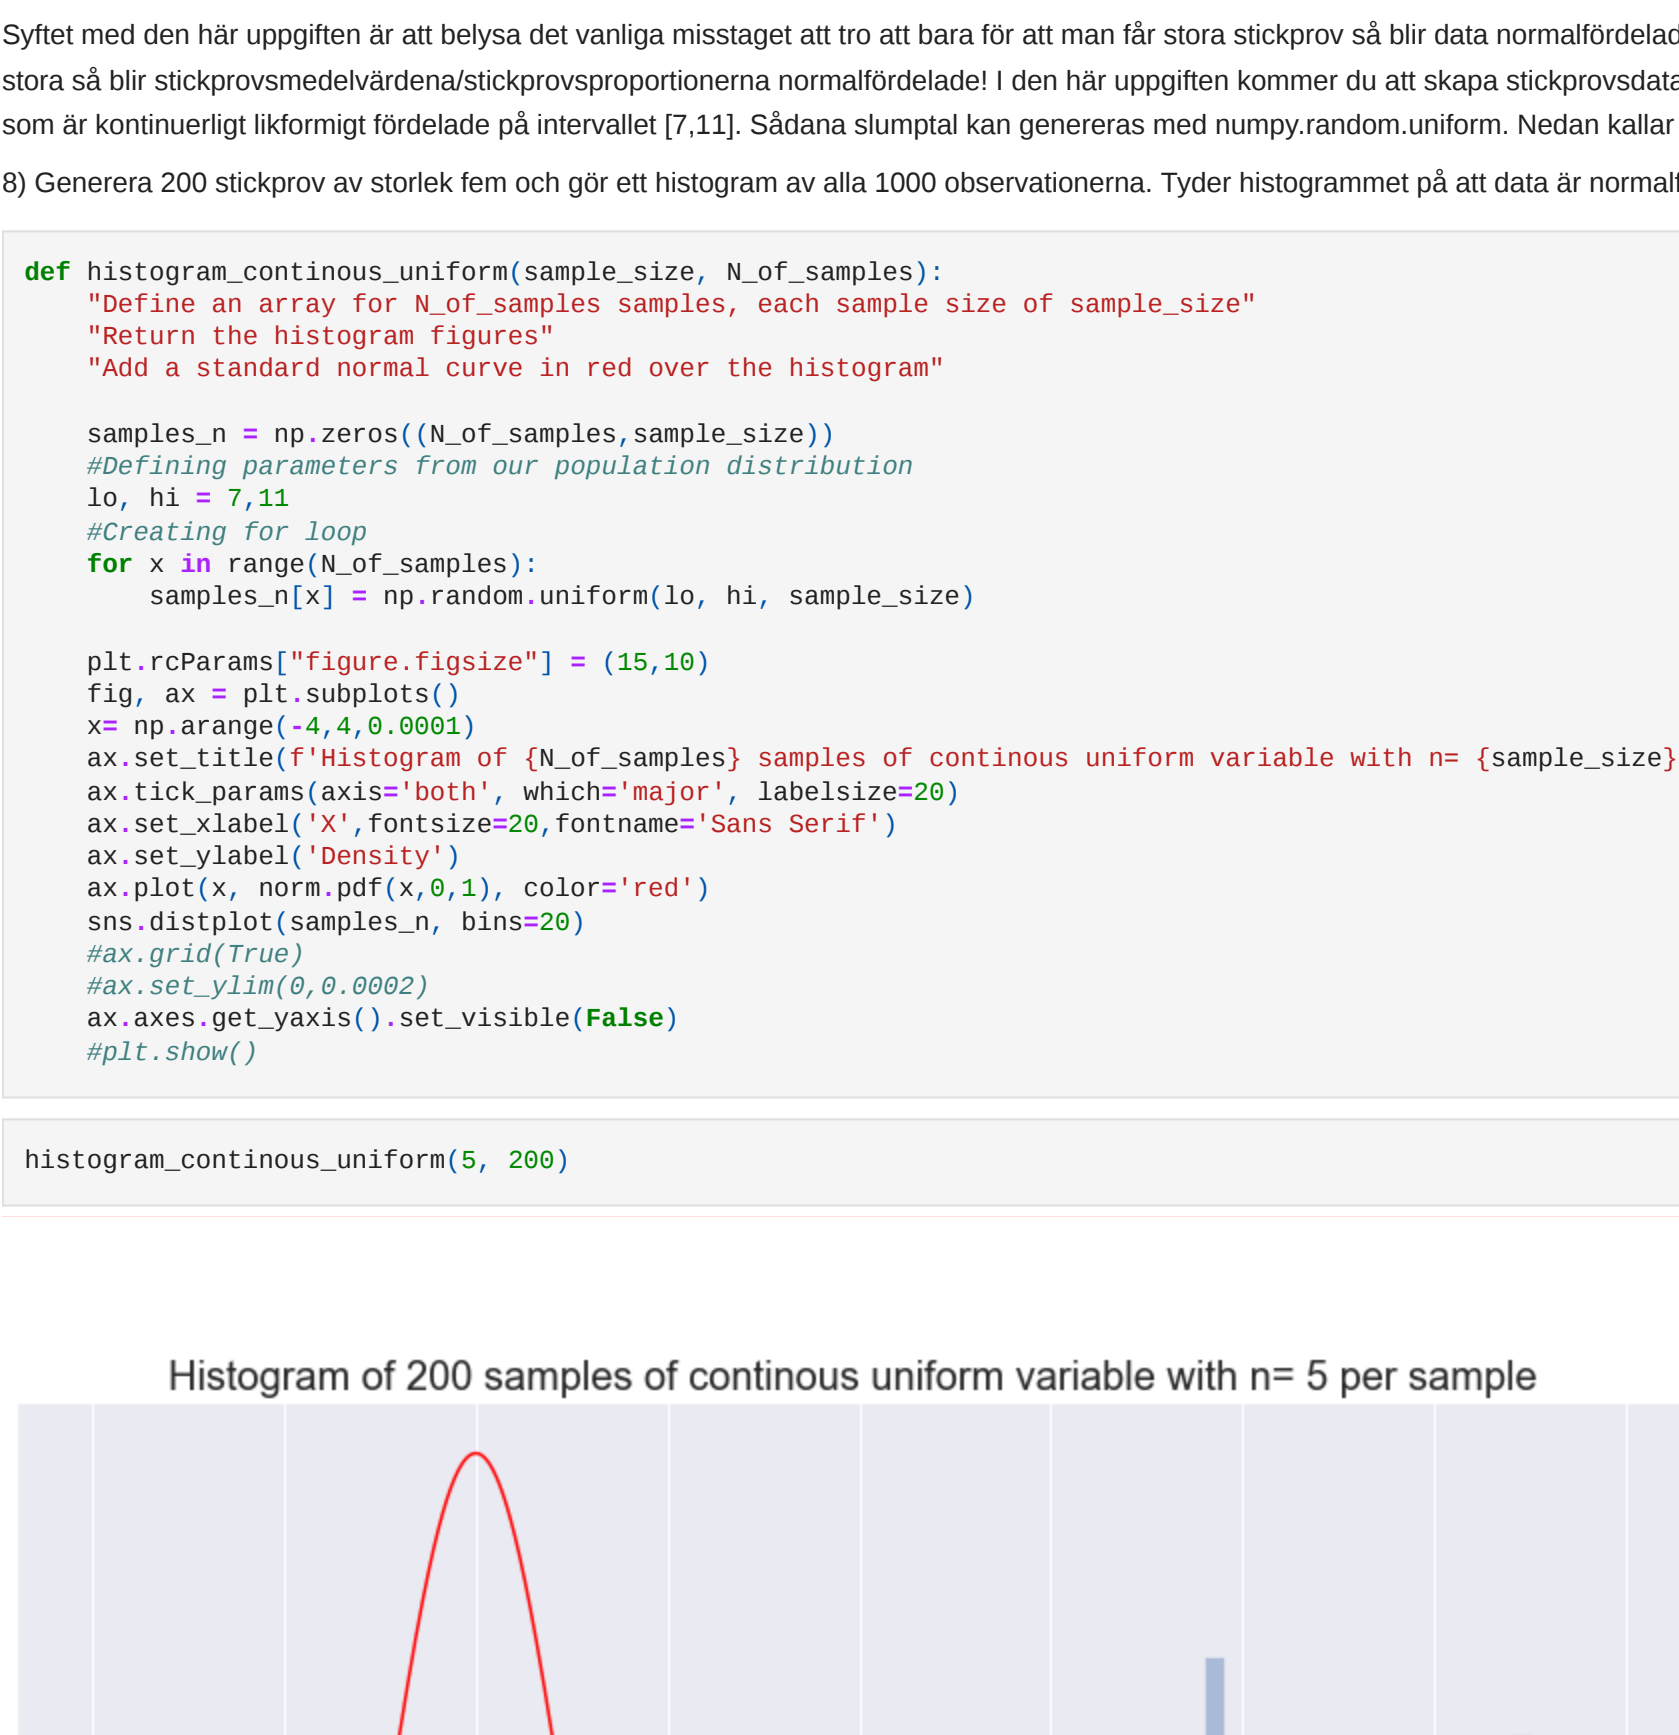 Syftet med den här uppgiften är att belysa det vanliga misstaget att tro att bara för att man får stora stickprov så blir data normalfördelad
stora så blir stickprovsmedelvärdena/stickprovsproportionerna normalfördelade! I den här uppgiften kommer du att skapa stickprovsdata
som är kontinuerligt likformigt fördelade på intervallet [7,11]. Sådana slumptal kan genereras med numpy.random.uniform. Nedan kallar
8) Generera 200 stickprov av storlek fem och gör ett histogram av alla 1000 observationerna. Tyder histogrammet på att data är normalf
def histogram_continous_uniform(sample_size, N_of_samples):
    "Define an array for N_of_samples samples, each sample size of sample_size"
    "Return the histogram figures"
    "Add a standard normal curve in red over the histogram"
    samples_n = np.zeros((N_of_samples,sample_size))
    #Defining parameters from our population distribution
    lo, hi = 7,11
    #Creating for loop
    for x in range(N_of_samples):
        samples_n[x] = np.random.uniform(lo, hi, sample_size)
    plt.rcParams["figure.figsize"] = (15,10)
    fig, ax = plt.subplots()
    x= np.arange(-4,4,0.0001)
    ax.set_title(f'Histogram of {N_of_samples} samples of continous uniform variable with n= {sample_size}
    ax.tick_params(axis='both', which='major', labelsize=20)
    ax.set_xlabel('X',fontsize=20,fontname='Sans Serif')
    ax.set_ylabel('Density')
    ax.plot(x, norm.pdf(x,0,1), color='red')
    sns.distplot(samples_n, bins=20)
    #ax.grid(True)
    #ax.set_ylim(0,0.0002)
    ax.axes.get_yaxis().set_visible(False)
    #plt.show()
histogram_continous_uniform(5, 200)
Histogram of 200 samples of continous uniform variable with n= 5 per sample